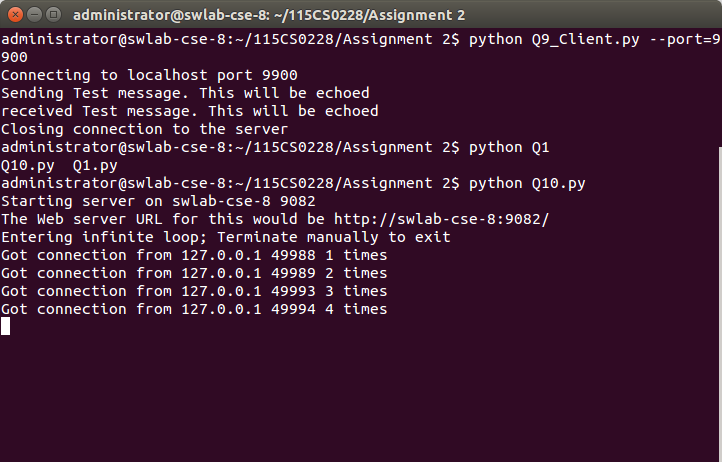 administrator@swlab-cse-8: ~/115CS0228/Assignment 2
administrator@swlab-cse-8:~/115CS0228/Assignment 2$ python Q9_Client.py --port=9
900
Connecting to localhost port 9900
Sending Test message. This will be echoed
received Test message. This will be echoed
Closing connection to the server
administrator@swlab-cse-8:~/115CS0228/Assignment 2$ python Q1
Q10.py  Q1.py
administrator@swlab-cse-8:~/115CS0228/Assignment 2$ python Q10.py
Starting server on swlab-cse-8 9082
The Web server URL for this would be http://swlab-cse-8:9082/
Entering infinite loop; Terminate manually to exit
Got connection from 127.0.0.1 49988 1 times
Got connection from 127.0.0.1 49989 2 times
Got connection from 127.0.0.1 49993 3 times
Got connection from 127.0.0.1 49994 4 times